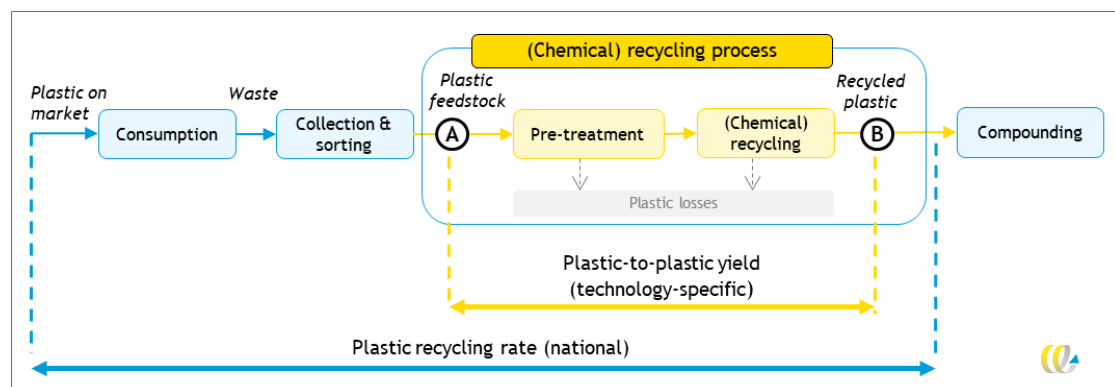 (Chemical) recycling process
Plastic on
market
Waste
Plastic
feedstock
Recycled
plastic
Consumption
Collection &
sorting
A
Pre-treatment
(Chemical)
recycling
B
Compounding
Plastic losses
Plastic-to-plastic yield
(technology-specific)
Plastic recycling rate (national)